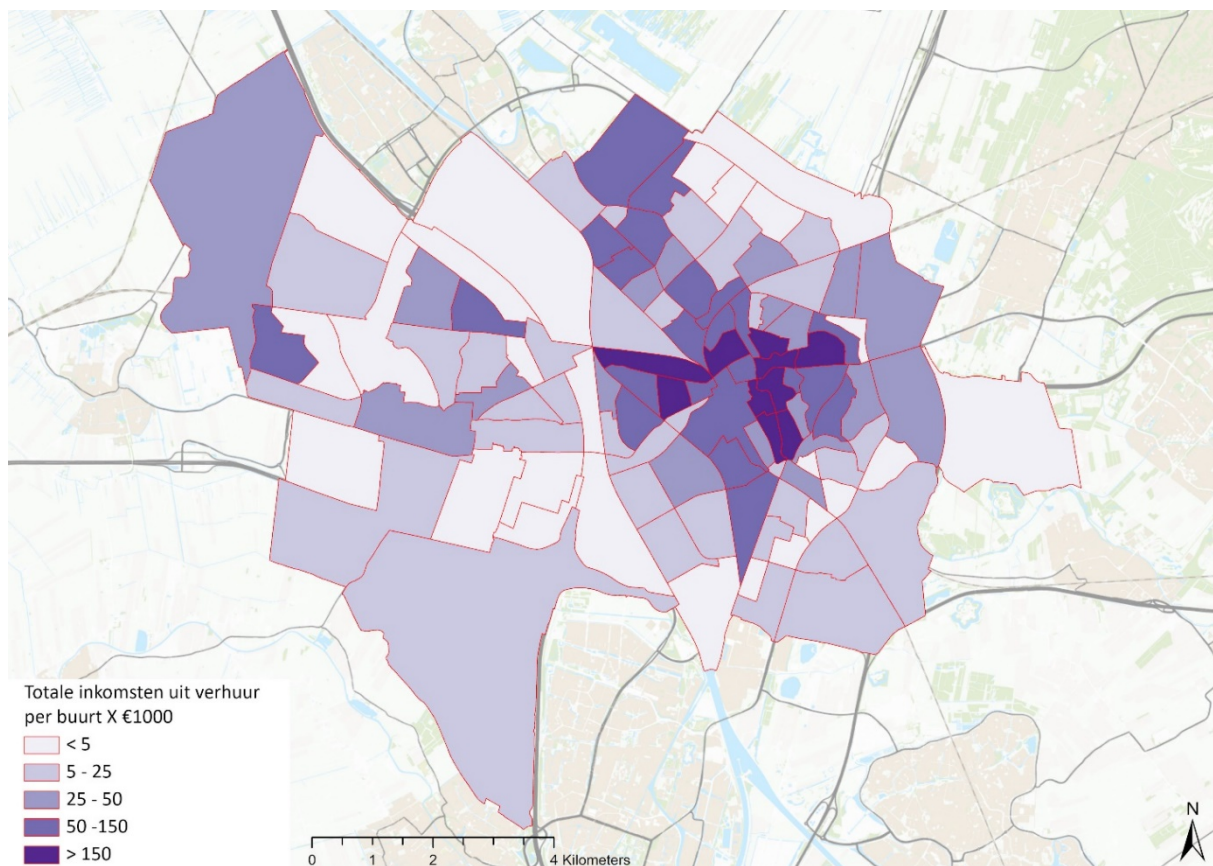 Totale inkomsten uit verhuur
per buurt X €1000
< 5
5 - 25
25 - 50
50 -150
> 150
0 1 2 4 Kilometers
N